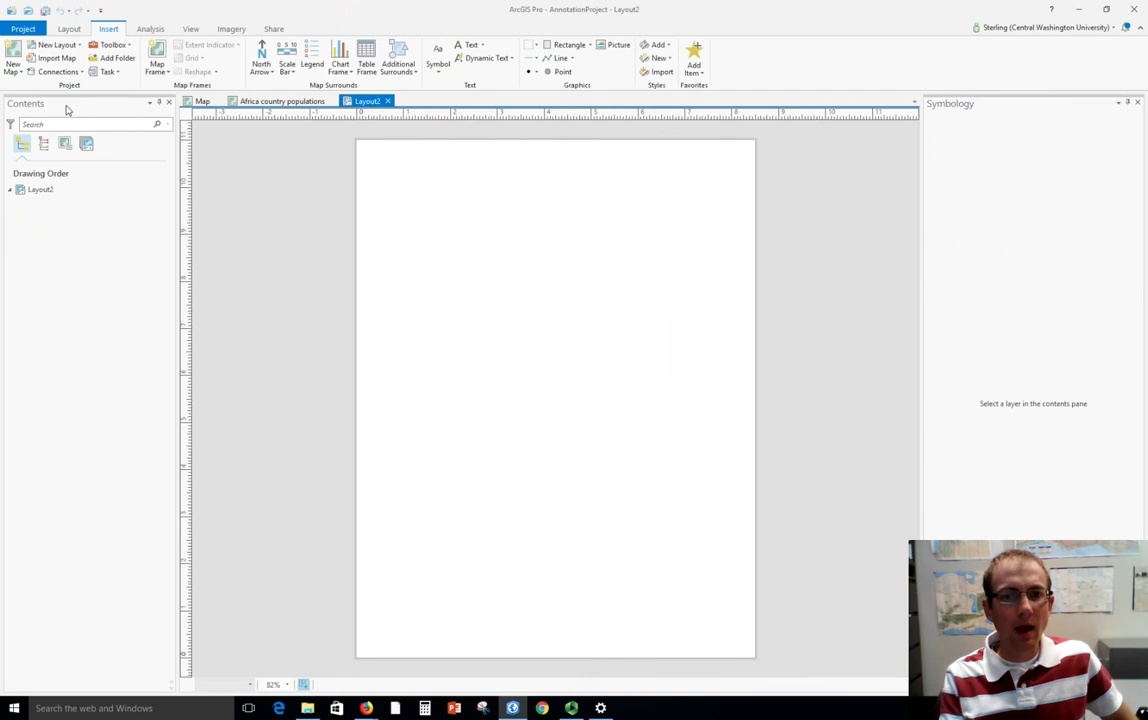 ArcGIS Pro - AnnotationProject - Layout2
?
Project Layout Insert Analysis View Imagery Share
Sterling (Central Washington University)
New Map
New Layout
Import Map
Connections
Toolbox
Add Folder
Task
Project
Map Frame
Extent Indicator
Grid
Reshape
Map Frames
North Arrow
Scale Bar
Legend
Chart Frame
Table Frame
Additional Surrounds
Map Surrounds
Aa
Symbol
Text
Dynamic Text
Text
Rectangle
Picture
Line
Point
Graphics
Add
New
Import
Styles
Add Item
Favorites
Contents
Search
Drawing Order
Layout2
Map
Africa country populations
Layout2
Symbology
Select a layer in the contents pane
82%
Search the web and Windows